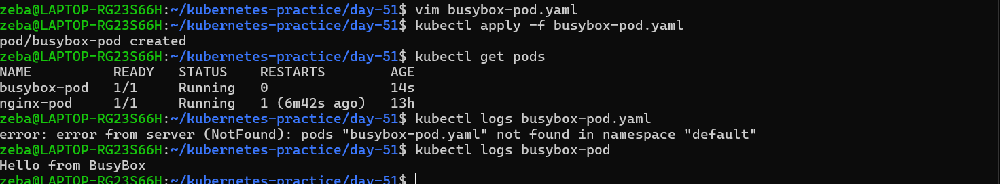 zeba@LAPTOP-RG23S66H:~/kubernetes-practice/day-51$ vim busybox-pod.yaml
zeba@LAPTOP-RG23S66H:~/kubernetes-practice/day-51$ kubectl apply -f busybox-pod.yaml
pod/busybox-pod created
zeba@LAPTOP-RG23S66H:~/kubernetes-practice/day-51$ kubectl get pods
NAME          READY   STATUS    RESTARTS        AGE
busybox-pod   1/1     Running   0               14s
nginx-pod     1/1     Running   1 (6m42s ago)   13h
zeba@LAPTOP-RG23S66H:~/kubernetes-practice/day-51$ kubectl logs busybox-pod.yaml
error: error from server (NotFound): pods "busybox-pod.yaml" not found in namespace "default"
zeba@LAPTOP-RG23S66H:~/kubernetes-practice/day-51$ kubectl logs busybox-pod
Hello from BusyBox
zeba@LAPTOP-RG23S66H:~/kubernetes-practice/day-51$